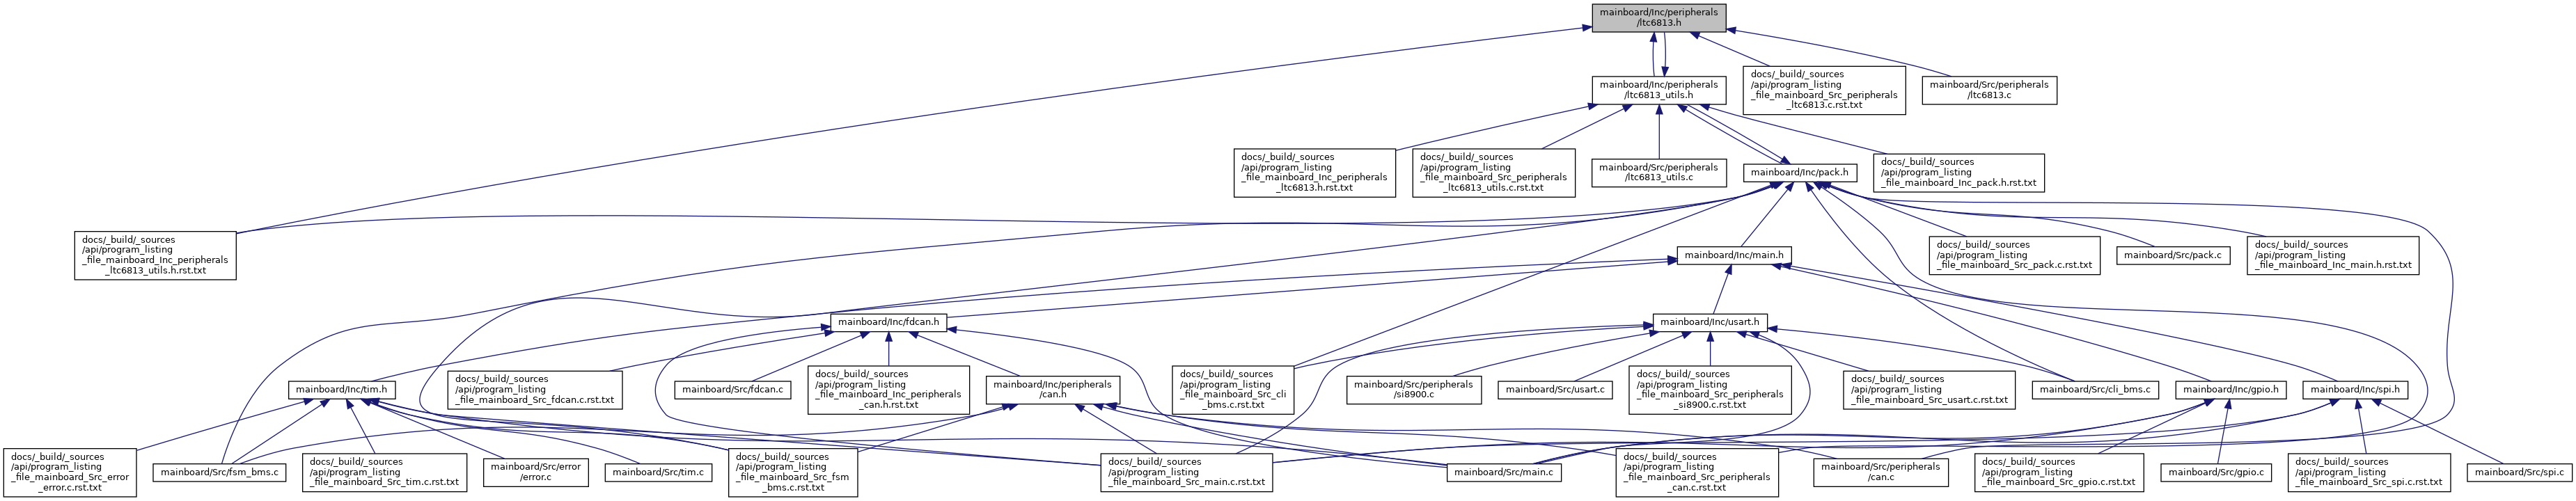 mainboard/Inc/peripherals
/ltc6813.h
mainboard/Inc/peripherals
/ltc6813_utils.h
docs/_build/_sources
/api/program_listing
_file_mainboard_Src_peripherals
_ltc6813.c.rst.txt
mainboard/Src/peripherals
/ltc6813.c
docs/_build/_sources
/api/program_listing
_file_mainboard_Inc_peripherals
_ltc6813.h.rst.txt
docs/_build/_sources
/api/program_listing
_file_mainboard_Src_peripherals
_ltc6813_utils.c.rst.txt
mainboard/Src/peripherals
/ltc6813_utils.c
mainboard/Inc/pack.h
docs/_build/_sources
/api/program_listing
_file_mainboard_Inc_pack.h.rst.txt
docs/_build/_sources
/api/program_listing
_file_mainboard_Inc_peripherals
_ltc6813_utils.h.rst.txt
mainboard/Inc/main.h
docs/_build/_sources
/api/program_listing
_file_mainboard_Src_pack.c.rst.txt
mainboard/Src/pack.c
docs/_build/_sources
/api/program_listing
_file_mainboard_Inc_main.h.rst.txt
mainboard/Inc/fdcan.h
mainboard/Inc/usart.h
mainboard/Inc/tim.h
docs/_build/_sources
/api/program_listing
_file_mainboard_Src_fdcan.c.rst.txt
mainboard/Src/fdcan.c
docs/_build/_sources
/api/program_listing
_file_mainboard_Inc_peripherals
_can.h.rst.txt
mainboard/Inc/peripherals
/can.h
docs/_build/_sources
/api/program_listing
_file_mainboard_Src_cli
_bms.c.rst.txt
mainboard/Src/peripherals
/si8900.c
mainboard/Src/usart.c
docs/_build/_sources
/api/program_listing
_file_mainboard_Src_peripherals
_si8900.c.rst.txt
docs/_build/_sources
/api/program_listing
_file_mainboard_Src_usart.c.rst.txt
mainboard/Src/cli_bms.c
mainboard/Inc/gpio.h
mainboard/Inc/spi.h
docs/_build/_sources
/api/program_listing
_file_mainboard_Src_error
_error.c.rst.txt
mainboard/Src/fsm_bms.c
docs/_build/_sources
/api/program_listing
_file_mainboard_Src_tim.c.rst.txt
mainboard/Src/error
/error.c
mainboard/Src/tim.c
docs/_build/_sources
/api/program_listing
_file_mainboard_Src_fsm
_bms.c.rst.txt
docs/_build/_sources
/api/program_listing
_file_mainboard_Src_main.c.rst.txt
mainboard/Src/main.c
docs/_build/_sources
/api/program_listing
_file_mainboard_Src_peripherals
_can.c.rst.txt
mainboard/Src/peripherals
/can.c
docs/_build/_sources
/api/program_listing
_file_mainboard_Src_gpio.c.rst.txt
mainboard/Src/gpio.c
docs/_build/_sources
/api/program_listing
_file_mainboard_Src_spi.c.rst.txt
mainboard/Src/spi.c